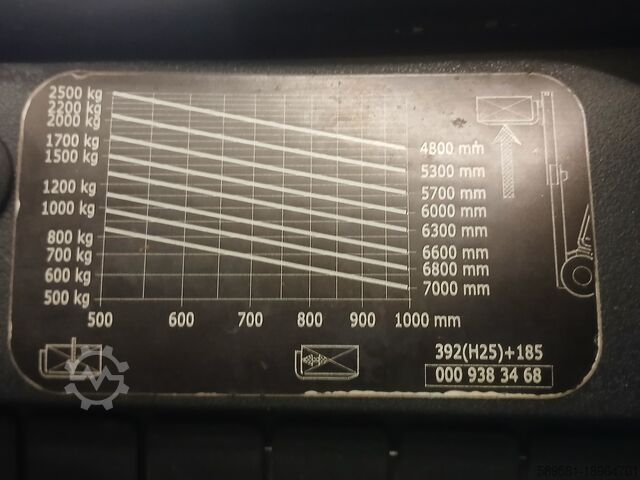 2500 kg
2200 kg
2000 kg
1700 kg
1500 kg
1200 kg
1000 kg
800 kg
700 kg
600 kg
500 kg
4800 mm
5300 mm
5700 mm
6000 mm
6300 mm
6600 mm
6800 mm
7000 mm
500 600 700 800 900 1000 mm
392(H25)+185
000 938 34 68